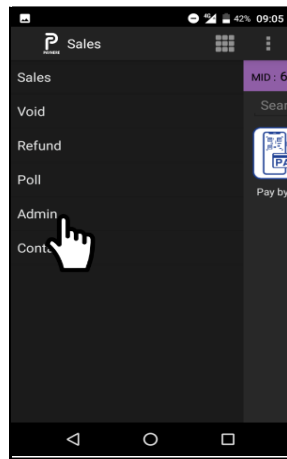 42% 09:05
Sales
Sales
MID : 6
Void
Sear
Refund
Poll
Pay by
Admin
Conta